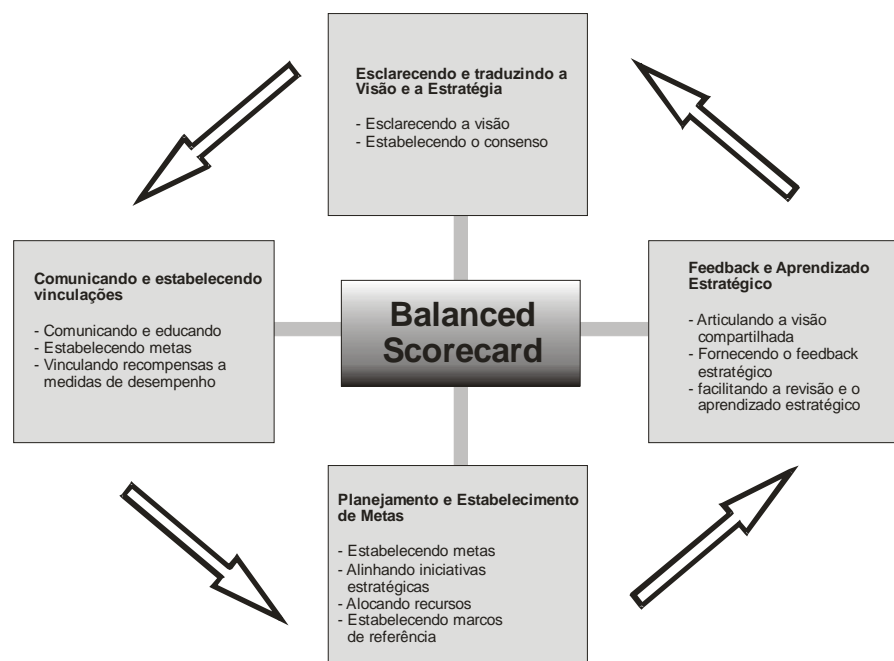 Esclarecendo e traduzindo a
Visão e a Estratégia
- Esclarecendo a visão
- Estabelecendo o consenso
Comunicando e estabelecendo
vinculações
- Comunicando e educando
- Estabelecendo metas
- Vinculando recompensas a
medidas de desempenho
Balanced
Scorecard
Feedback e Aprendizado
Estratégico
- Articulando a visão
compartilhada
- Fornecendo o feedback
estratégico
- facilitando a revisão e o
aprendizado estratégico
Planejamento e Estabelecimento
de Metas
- Estabelecendo metas
- Alinhando iniciativas
estratégicas
- Alocando recursos
- Estabelecendo marcos
de referência